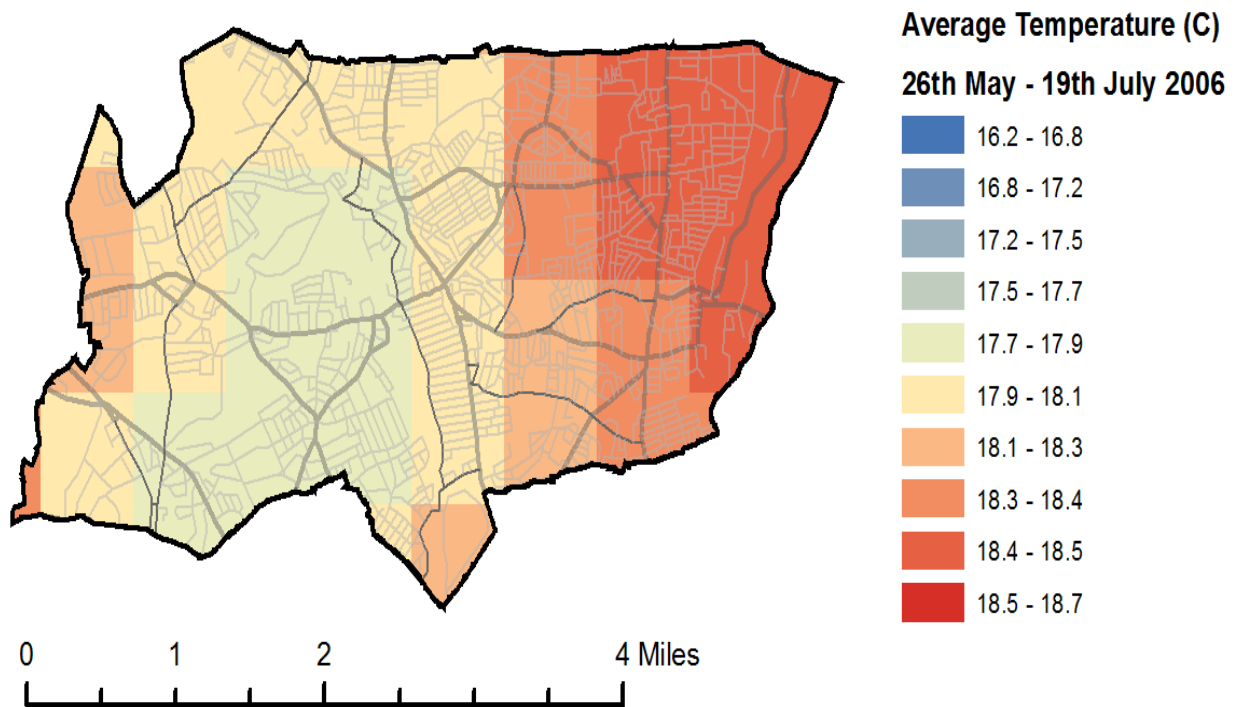 Average Temperature (C)
26th May - 19th July 2006
16.2 - 16.8
16.8 - 17.2
17.2 - 17.5
17.5 - 17.7
17.7 - 17.9
17.9 - 18.1
18.1 - 18.3
18.3 - 18.4
18.4 - 18.5
18.5 - 18.7
0 1 2 4 Miles